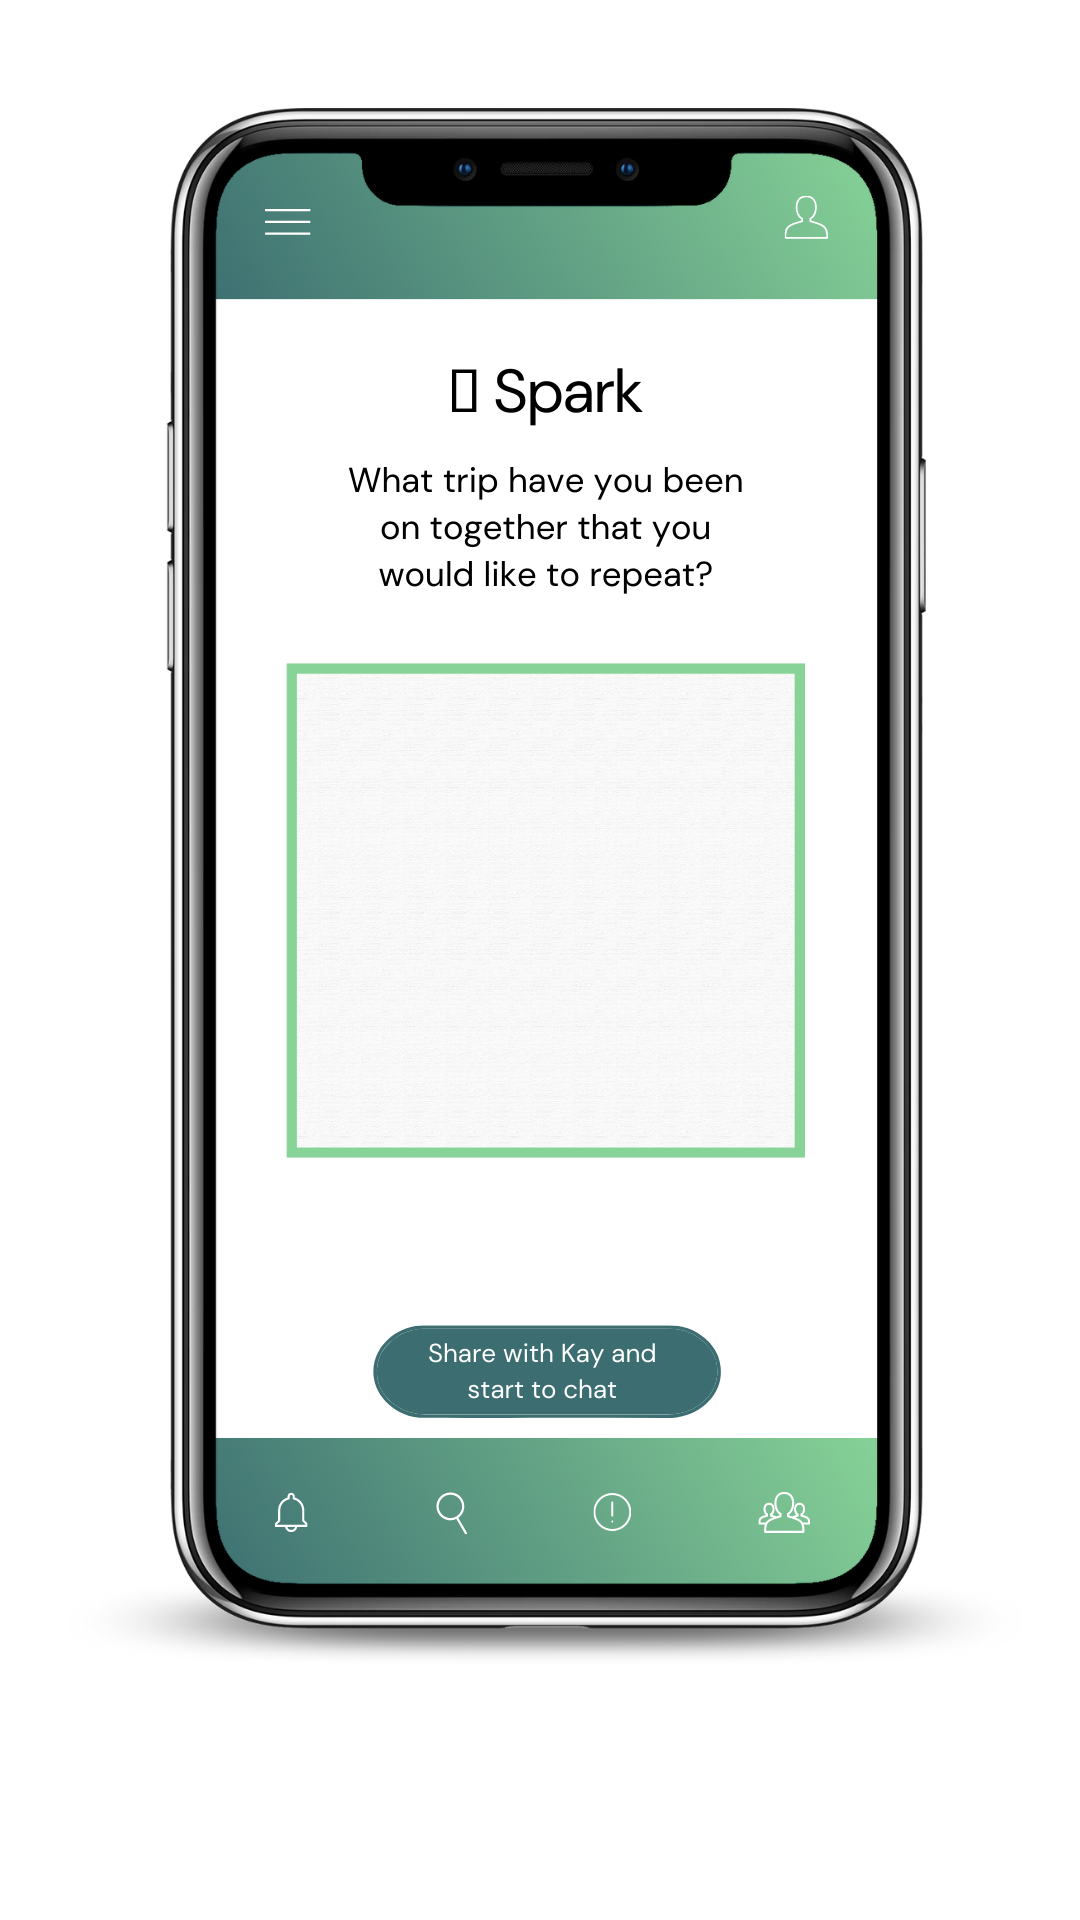 ▯ Spark
What trip have you been
on together that you
would like to repeat?
Share with Kay and
start to chat